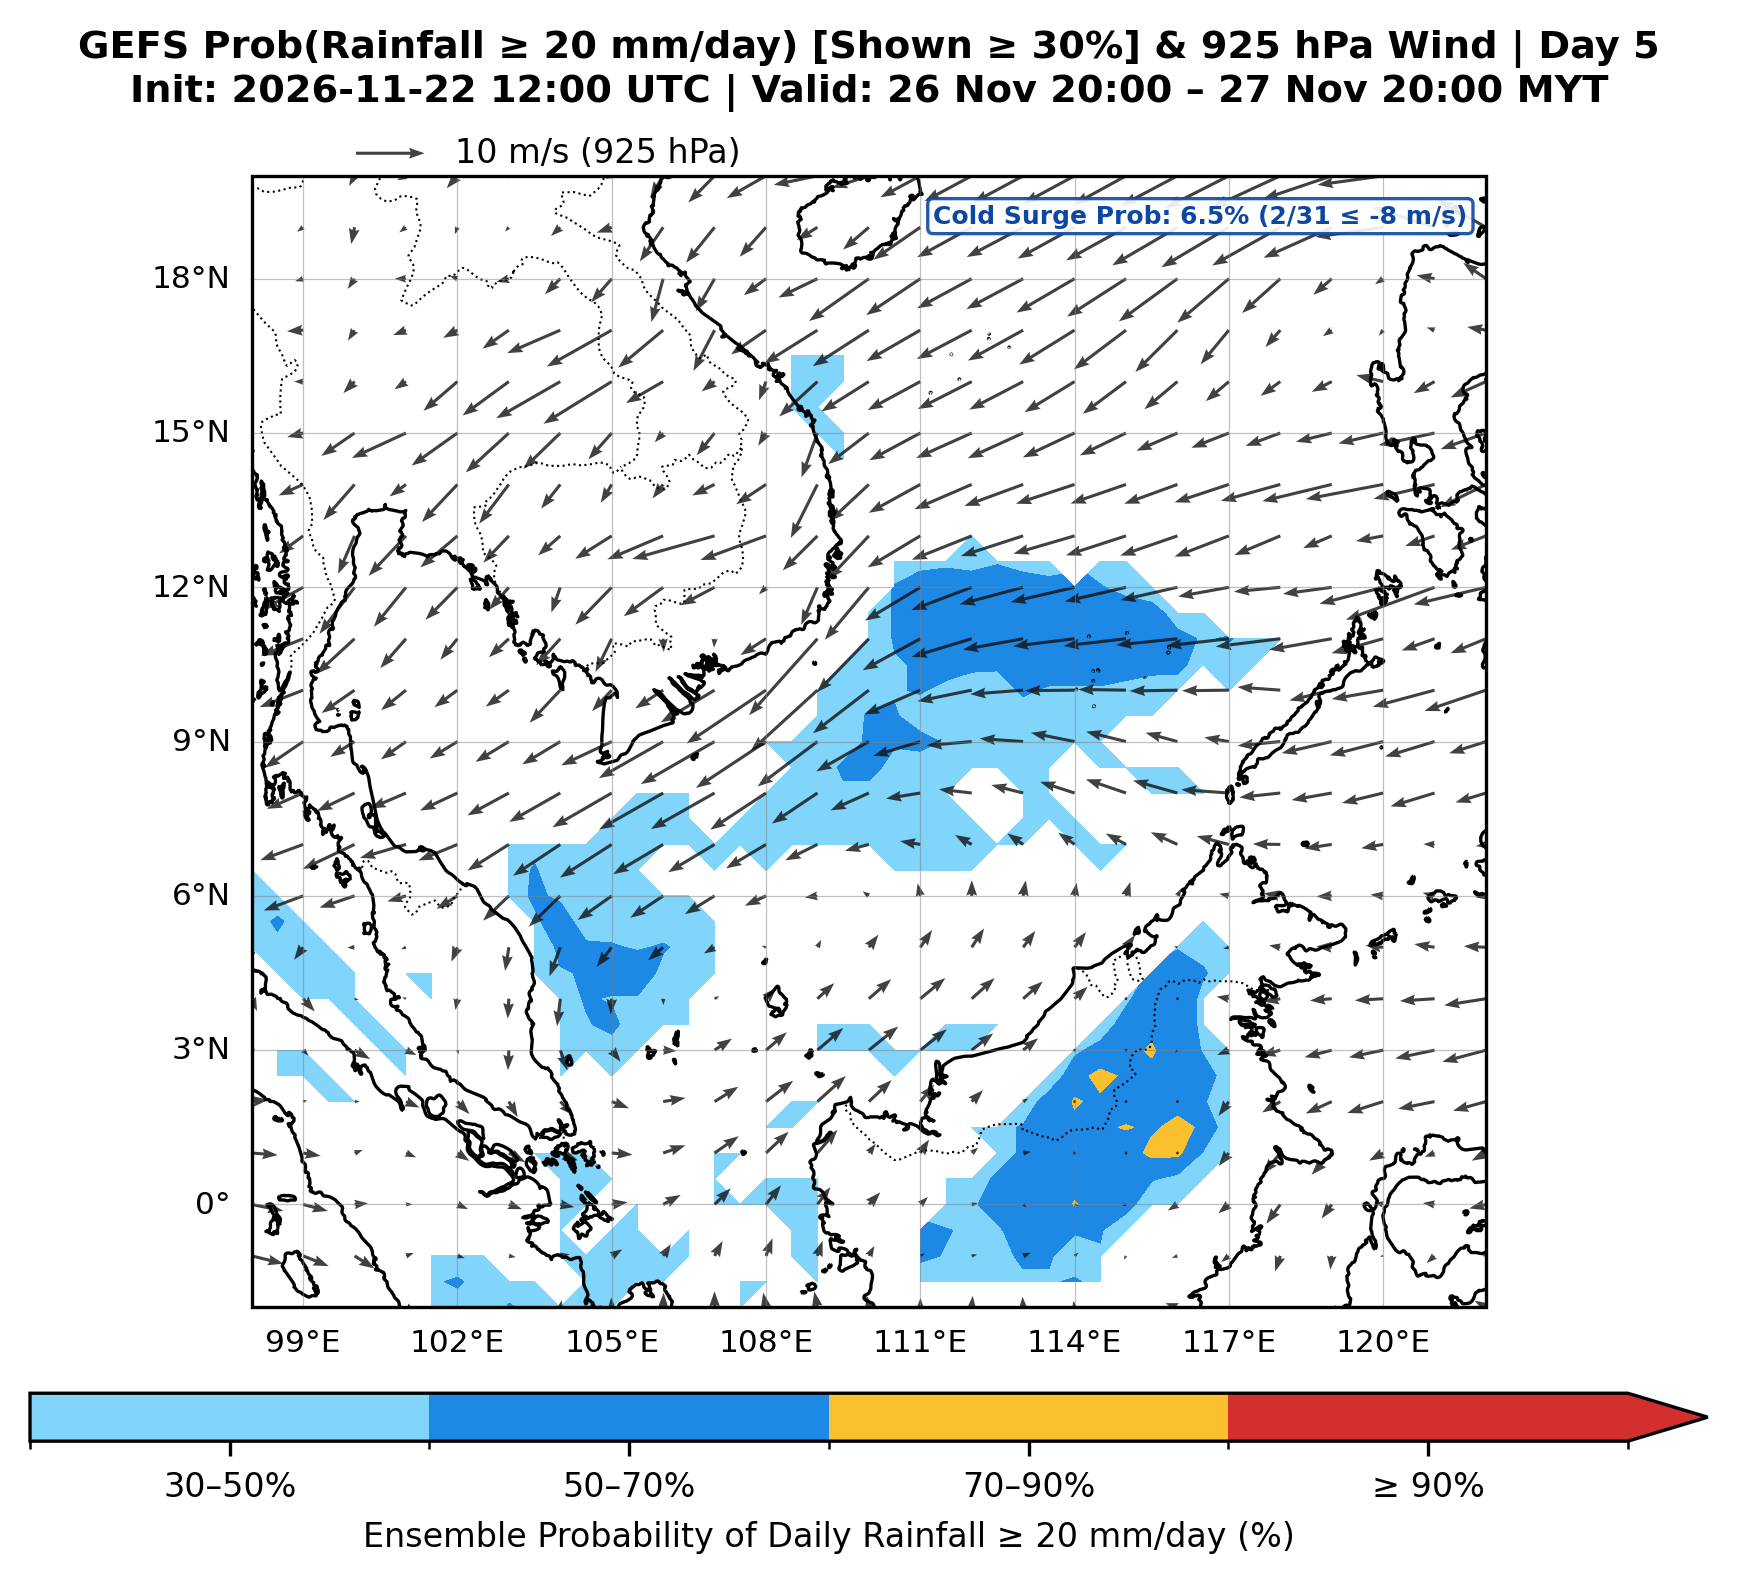 GEFS Prob(Rainfall ≥ 20 mm/day) [Shown ≥ 30%] & 925 hPa Wind | Day 5
Init: 2026-11-22 12:00 UTC | Valid: 26 Nov 20:00 – 27 Nov 20:00 MYT
10 m/s (925 hPa)
Cold Surge Prob: 6.5% (2/31 ≤ -8 m/s)
18°N
15°N
12°N
9°N
6°N
3°N
0°
99°E 102°E 105°E 108°E 111°E 114°E 117°E 120°E
30–50% 50–70% 70–90% ≥ 90%
Ensemble Probability of Daily Rainfall ≥ 20 mm/day (%)